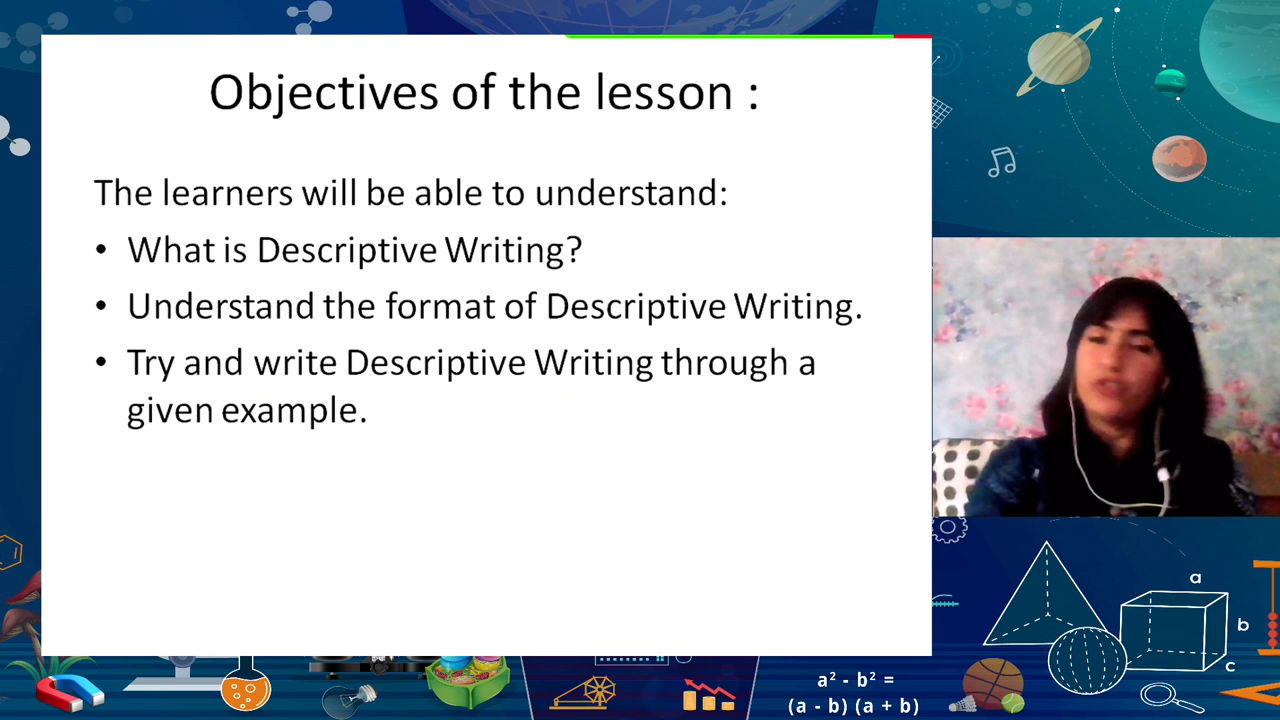 Objectives of the lesson :
The learners will be able to understand:
• What is Descriptive Writing?
• Understand the format of Descriptive Writing.
• Try and write Descriptive Writing through a
given example.
a
b
c
a² - b² =
(a - b) (a + b)